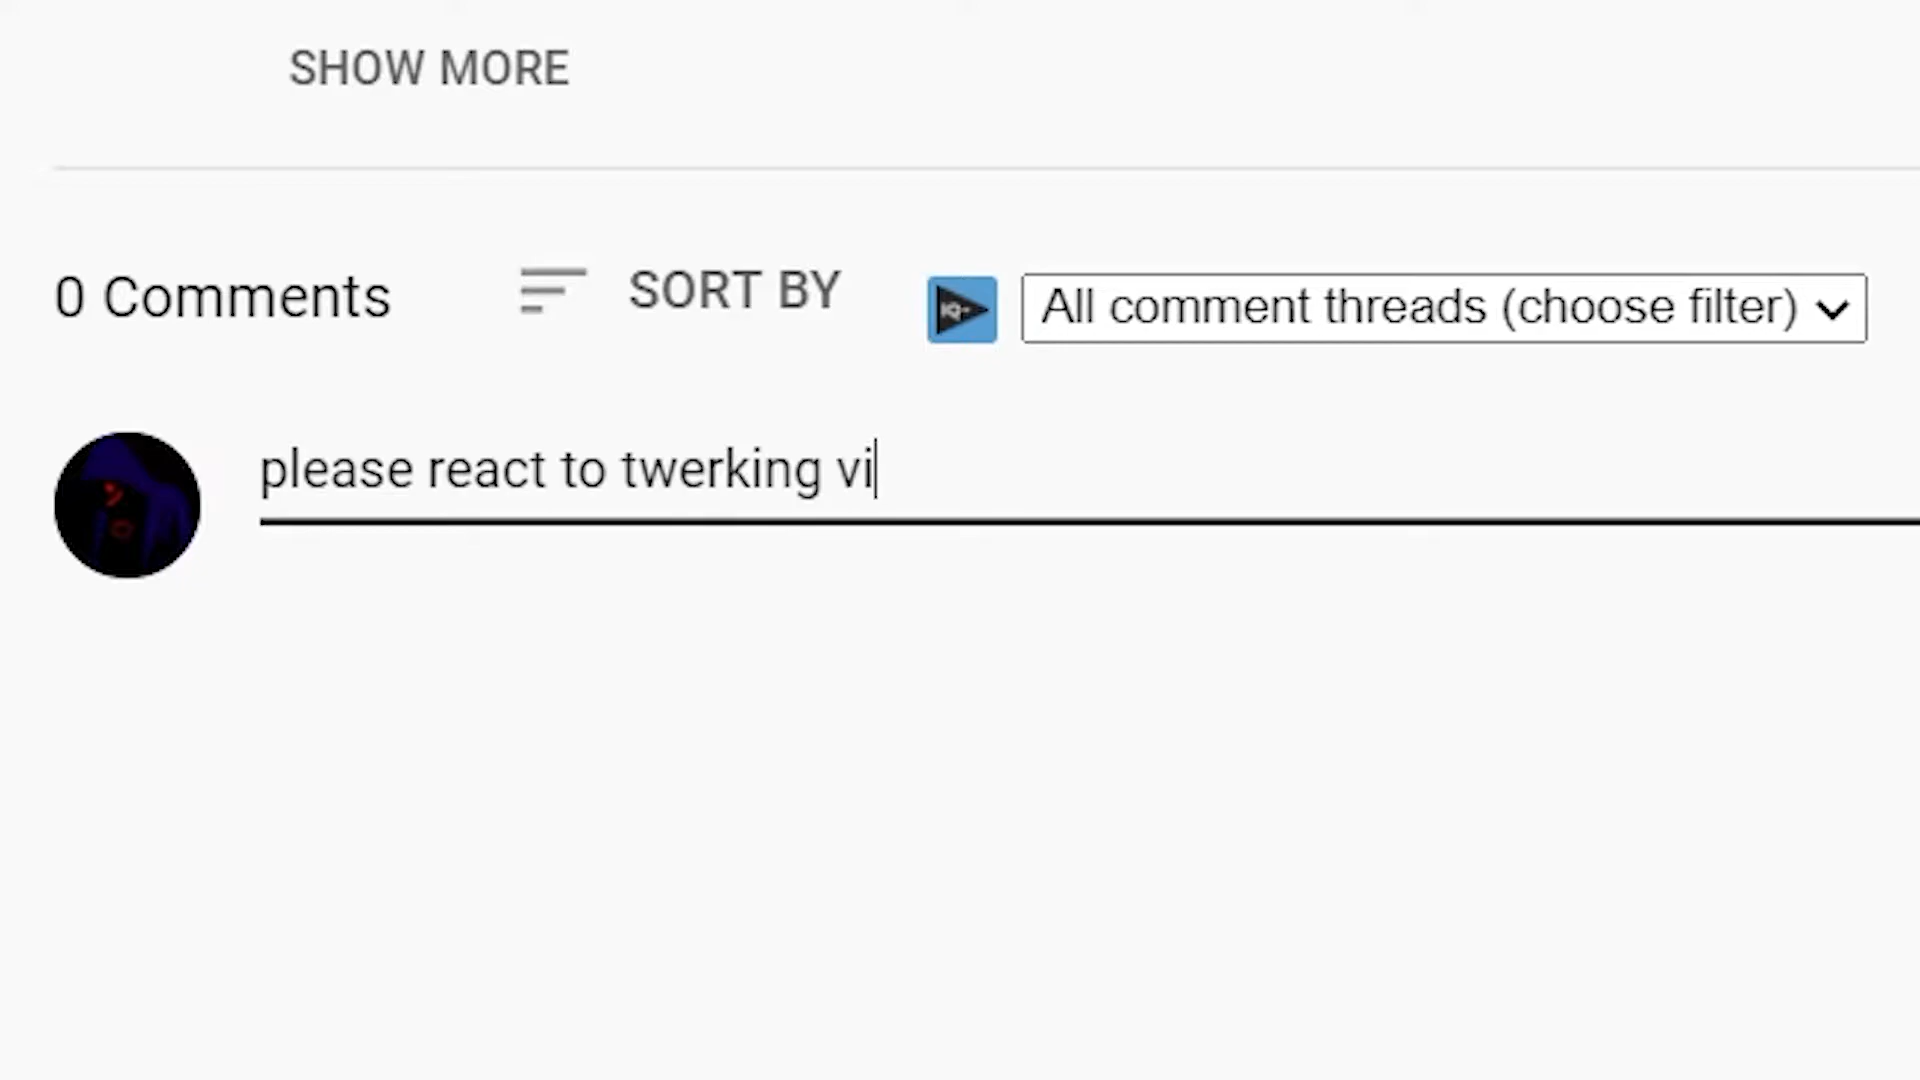 SHOW MORE
0 Comments SORT BY All comment threads (choose filter)
please react to twerking vi